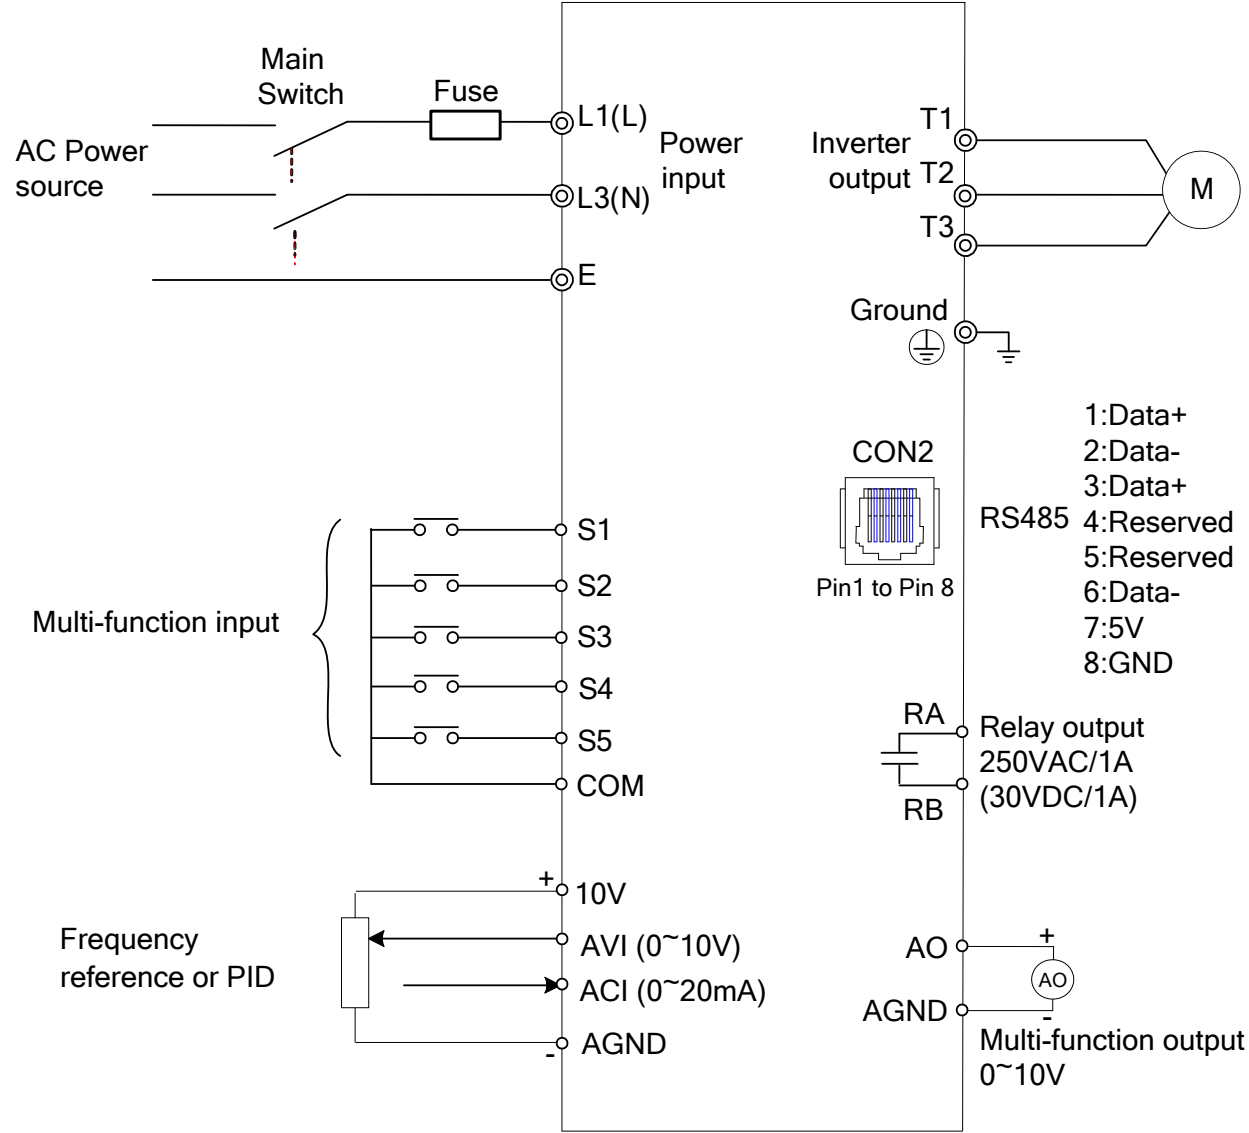 Main
Switch
Fuse
AC Power
source
L1(L)
L3(N)
E
Power
input
Inverter
output
T1
T2
T3
M
Ground
CON2
Pin1 to Pin 8
RS485
1:Data+
2:Data-
3:Data+
4:Reserved
5:Reserved
6:Data-
7:5V
8:GND
Multi-function input
S1
S2
S3
S4
S5
COM
RA
RB
Relay output
250VAC/1A
(30VDC/1A)
Frequency
reference or PID
+
10V
AVI (0~10V)
ACI (0~20mA)
-
AGND
AO
AGND
+
AO
-
Multi-function output
0~10V